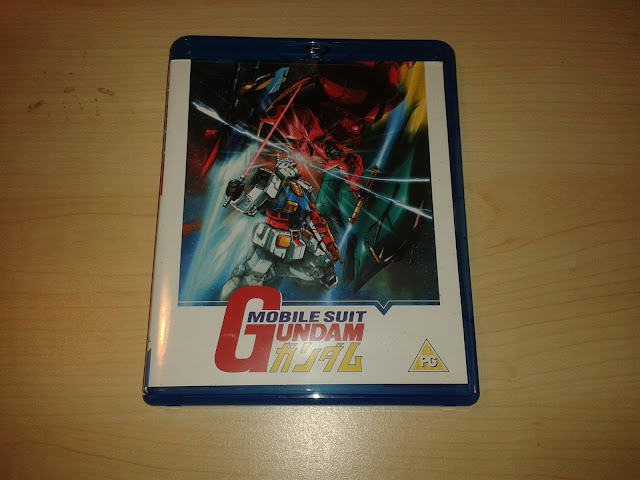 MOBILE SUIT
GUNDAM
ガンダム
PG